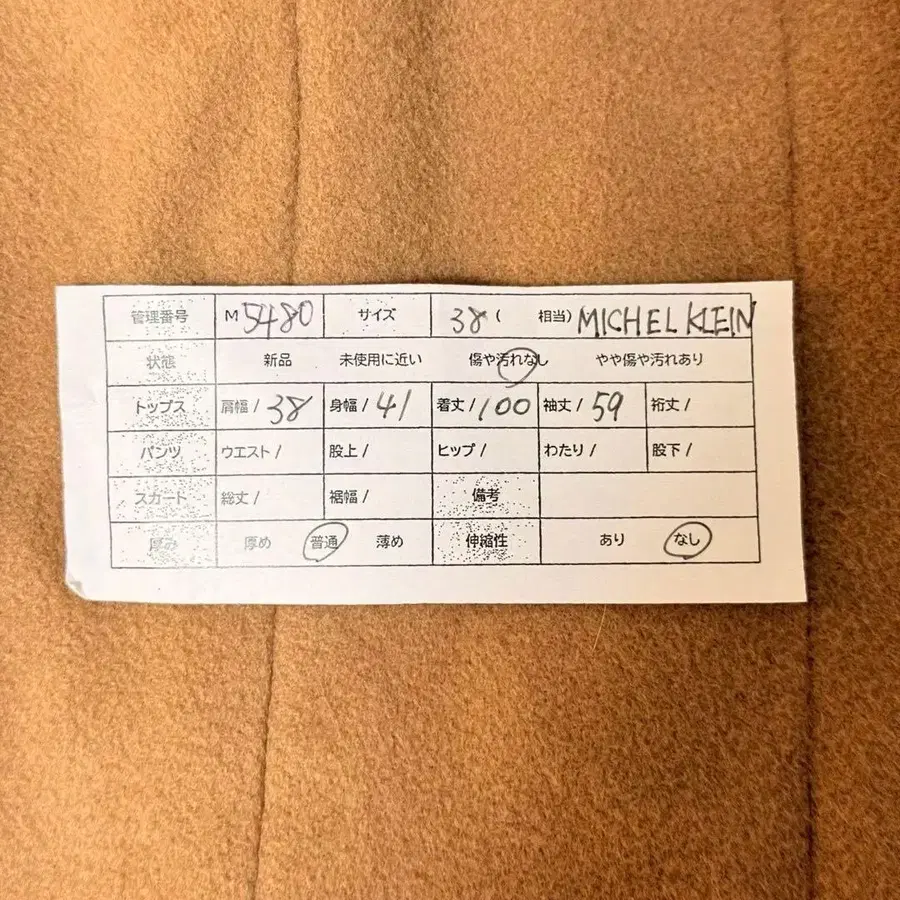 管理番号 M 5480 サイズ 38 ( 相当) MICHEL KLEIN
状態 新品 未使用に近い 傷や汚れなし やや傷や汚れあり
トップス 肩幅 / 38 身幅 / 41 着丈 / 100 袖丈 / 59 裄丈 /
パンツ ウエスト / 股上 / ヒップ / わたり / 股下 /
スカート 総丈 / 裾幅 / 備考
厚み 厚め 普通 薄め 伸縮性 あり なし